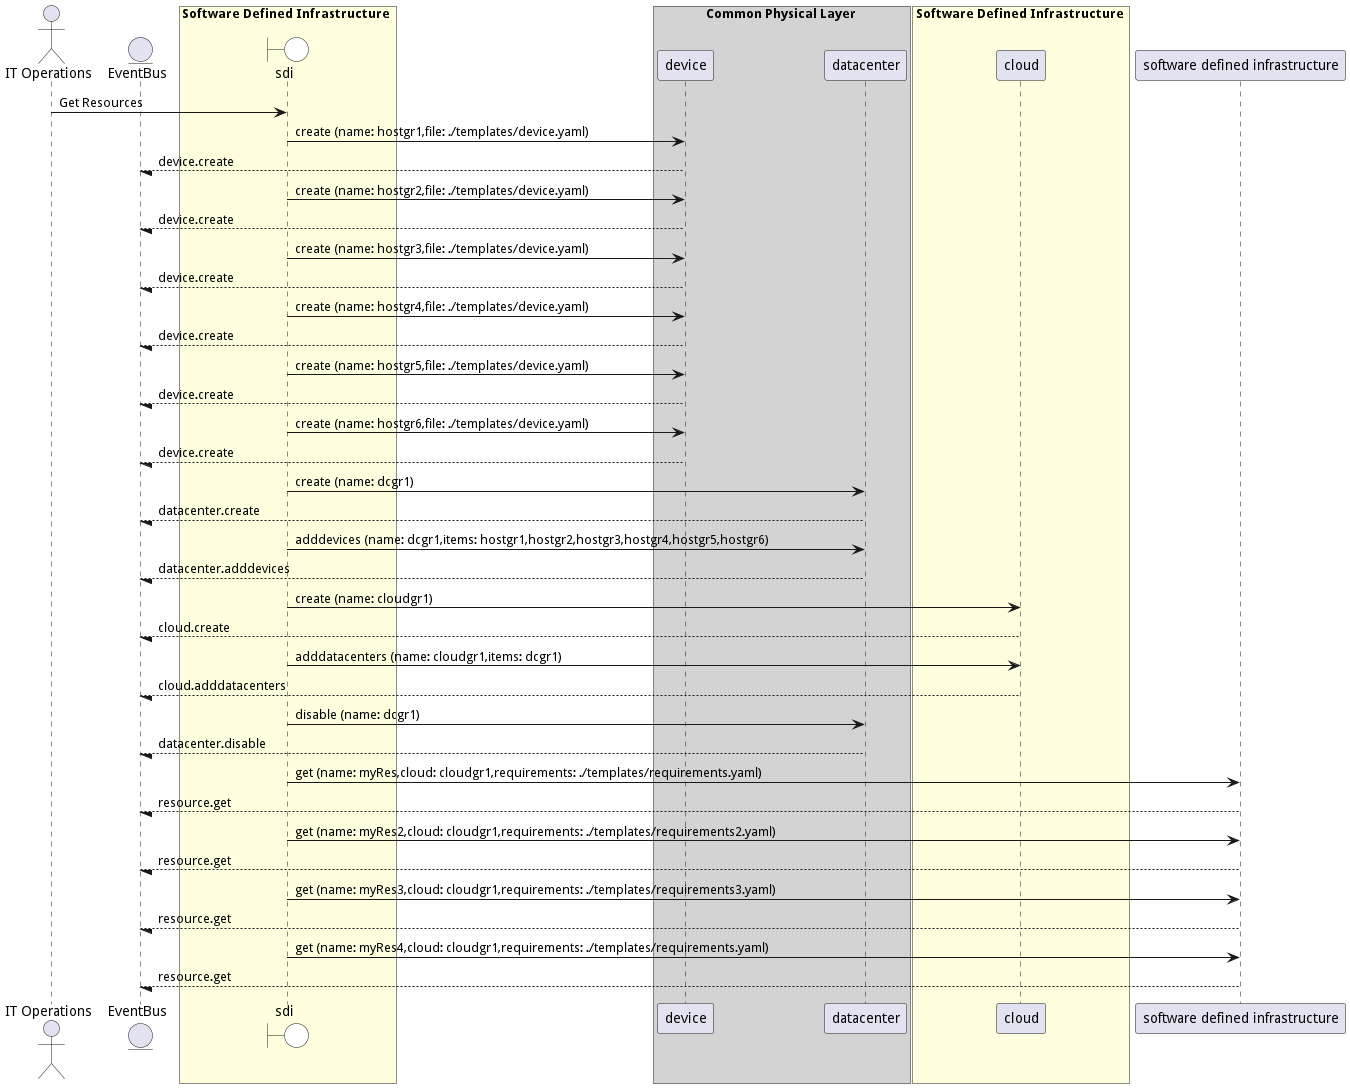 Software Defined Infrastructure
Common Physical Layer
Software Defined Infrastructure
IT Operations
EventBus
sdi
device
datacenter
cloud
software defined infrastructure
Get Resources
create (name: hostgr1,file: ./templates/device.yaml)
device.create
create (name: hostgr2,file: ./templates/device.yaml)
device.create
create (name: hostgr3,file: ./templates/device.yaml)
device.create
create (name: hostgr4,file: ./templates/device.yaml)
device.create
create (name: hostgr5,file: ./templates/device.yaml)
device.create
create (name: hostgr6,file: ./templates/device.yaml)
device.create
create (name: dcgr1)
datacenter.create
adddevices (name: dcgr1,items: hostgr1,hostgr2,hostgr3,hostgr4,hostgr5,hostgr6)
datacenter.adddevices
create (name: cloudgr1)
cloud.create
adddatacenters (name: cloudgr1,items: dcgr1)
cloud.adddatacenters
disable (name: dcgr1)
datacenter.disable
get (name: myRes,cloud: cloudgr1,requirements: ./templates/requirements.yaml)
resource.get
get (name: myRes2,cloud: cloudgr1,requirements: ./templates/requirements2.yaml)
resource.get
get (name: myRes3,cloud: cloudgr1,requirements: ./templates/requirements3.yaml)
resource.get
get (name: myRes4,cloud: cloudgr1,requirements: ./templates/requirements.yaml)
resource.get
IT Operations
EventBus
sdi
device
datacenter
cloud
software defined infrastructure